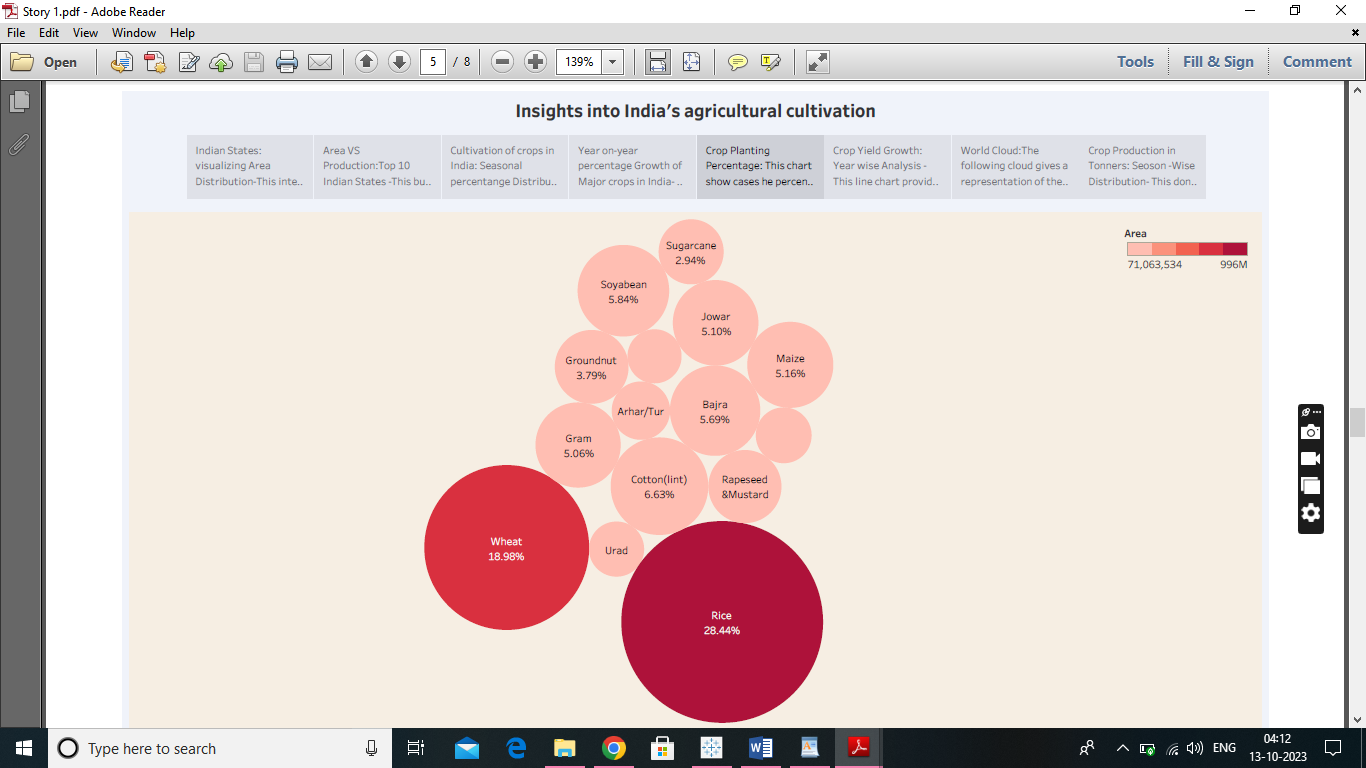 Story 1.pdf - Adobe Reader
File Edit View Window Help
Open
5 / 8
139%
Tools
Fill & Sign
Comment
Insights into India's agricultural cultivation
Indian States:
visualizing Area
Distribution-This inte..
Area VS
Production:Top 10
Indian States -This bu..
Cultivation of crops in
India: Seasonal
percentange Distribu..
Year on-year
percentage Growth of
Major crops in India- ..
Crop Planting
Percentage: This chart
show cases he percen..
Crop Yield Growth:
Year wise Analysis -
This line chart provid..
World Cloud:The
following cloud gives a
representation of the..
Crop Production in
Tonners: Seoson -Wise
Distribution- This don..
Area
71,063,534 996M
Sugarcane
2.94%
Soyabean
5.84%
Jowar
5.10%
Groundnut
3.79%
Maize
5.16%
Arhar/Tur
Bajra
5.69%
Gram
5.06%
Cotton(lint)
6.63%
Rapeseed
&Mustard
Wheat
18.98%
Urad
Rice
28.44%
Type here to search
ENG
04:12
13-10-2023